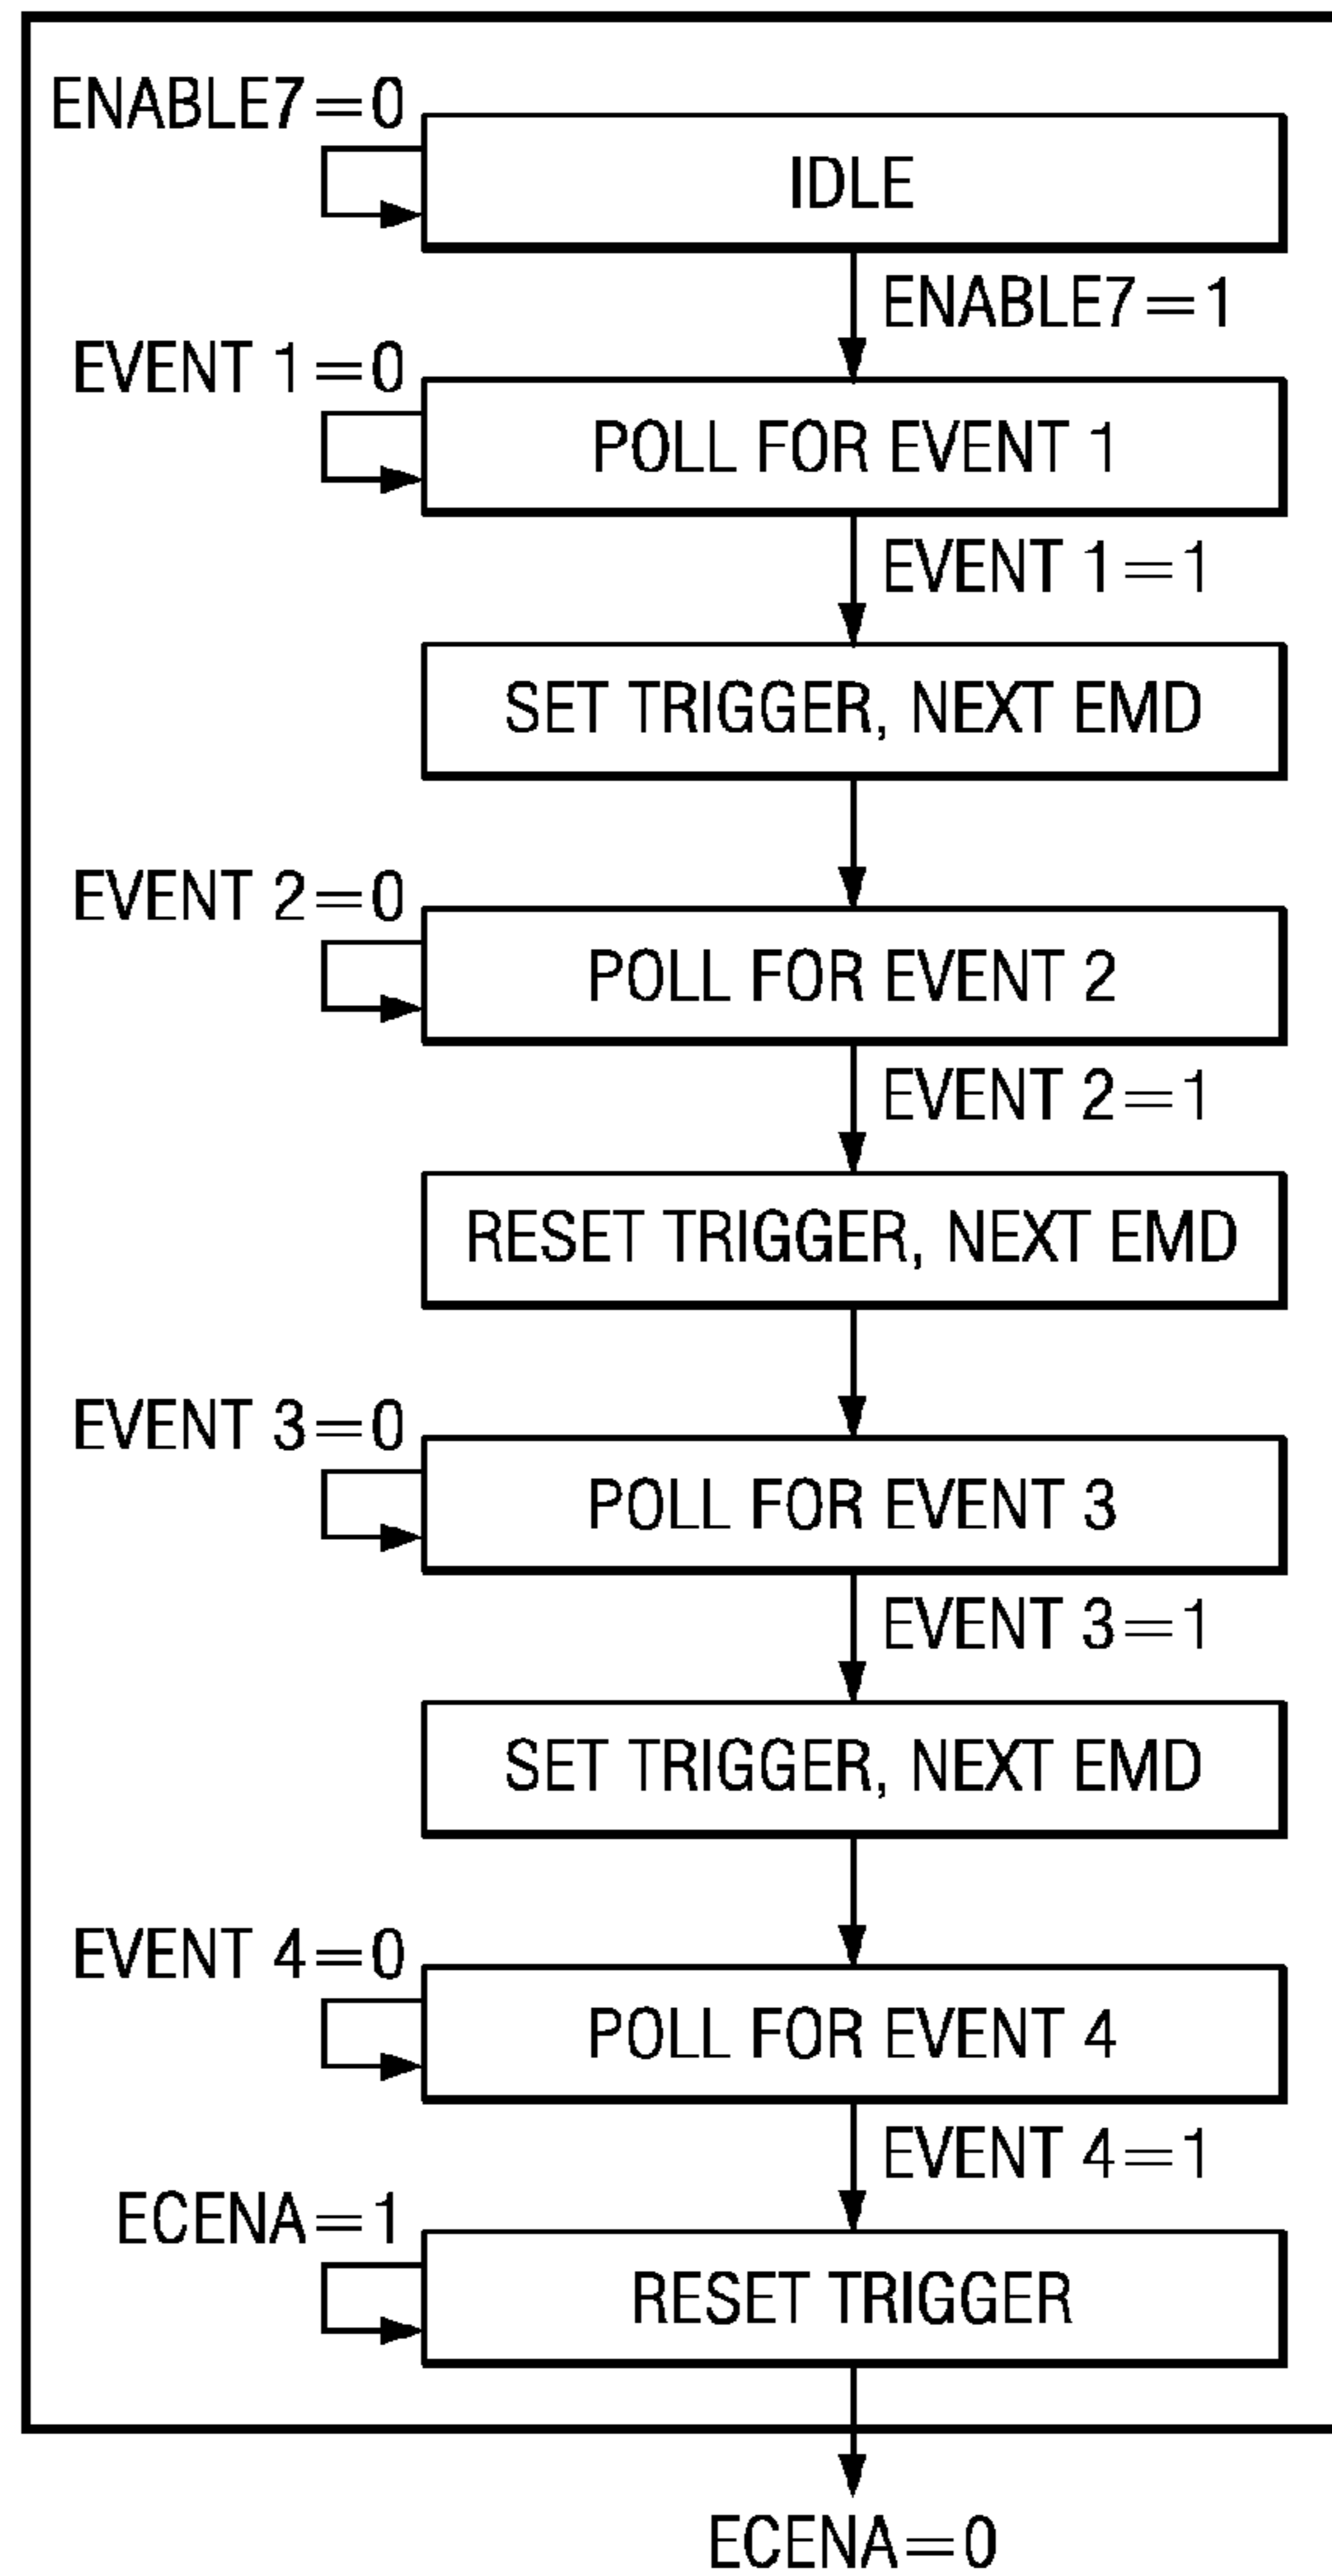 ENABLE7=0
IDLE
ENABLE7=1
EVENT 1=0
POLL FOR EVENT 1
EVENT 1=1
SET TRIGGER, NEXT EMD
EVENT 2=0
POLL FOR EVENT 2
EVENT 2=1
RESET TRIGGER, NEXT EMD
EVENT 3=0
POLL FOR EVENT 3
EVENT 3=1
SET TRIGGER, NEXT EMD
EVENT 4=0
POLL FOR EVENT 4
EVENT 4=1
ECENA=1
RESET TRIGGER
ECENA=0